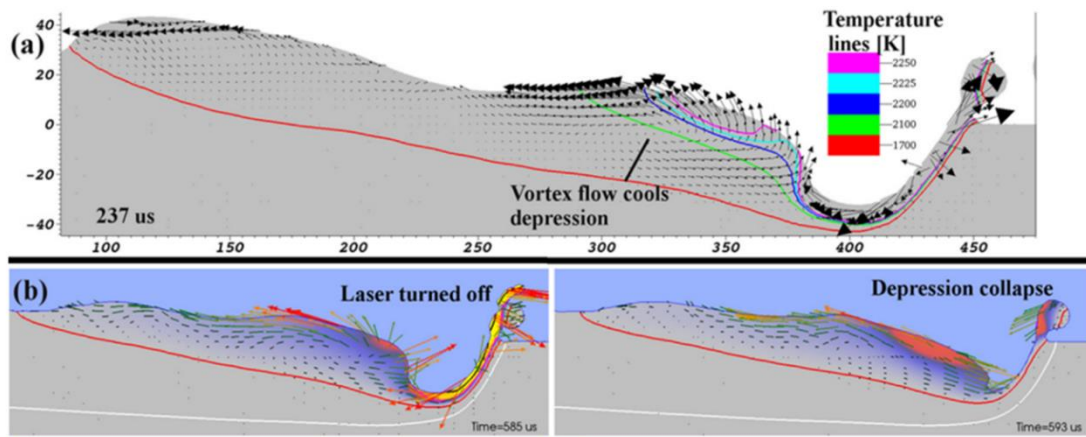 (a)
40
20
0
−20
−40
Temperature
lines [K]
2250
2225
2200
2100
1700
Vortex flow cools
depression
237 us
100 150 200 250 300 350 400 450
(b)
Laser turned off
Time=585 us
Depression collapse
Time=593 us